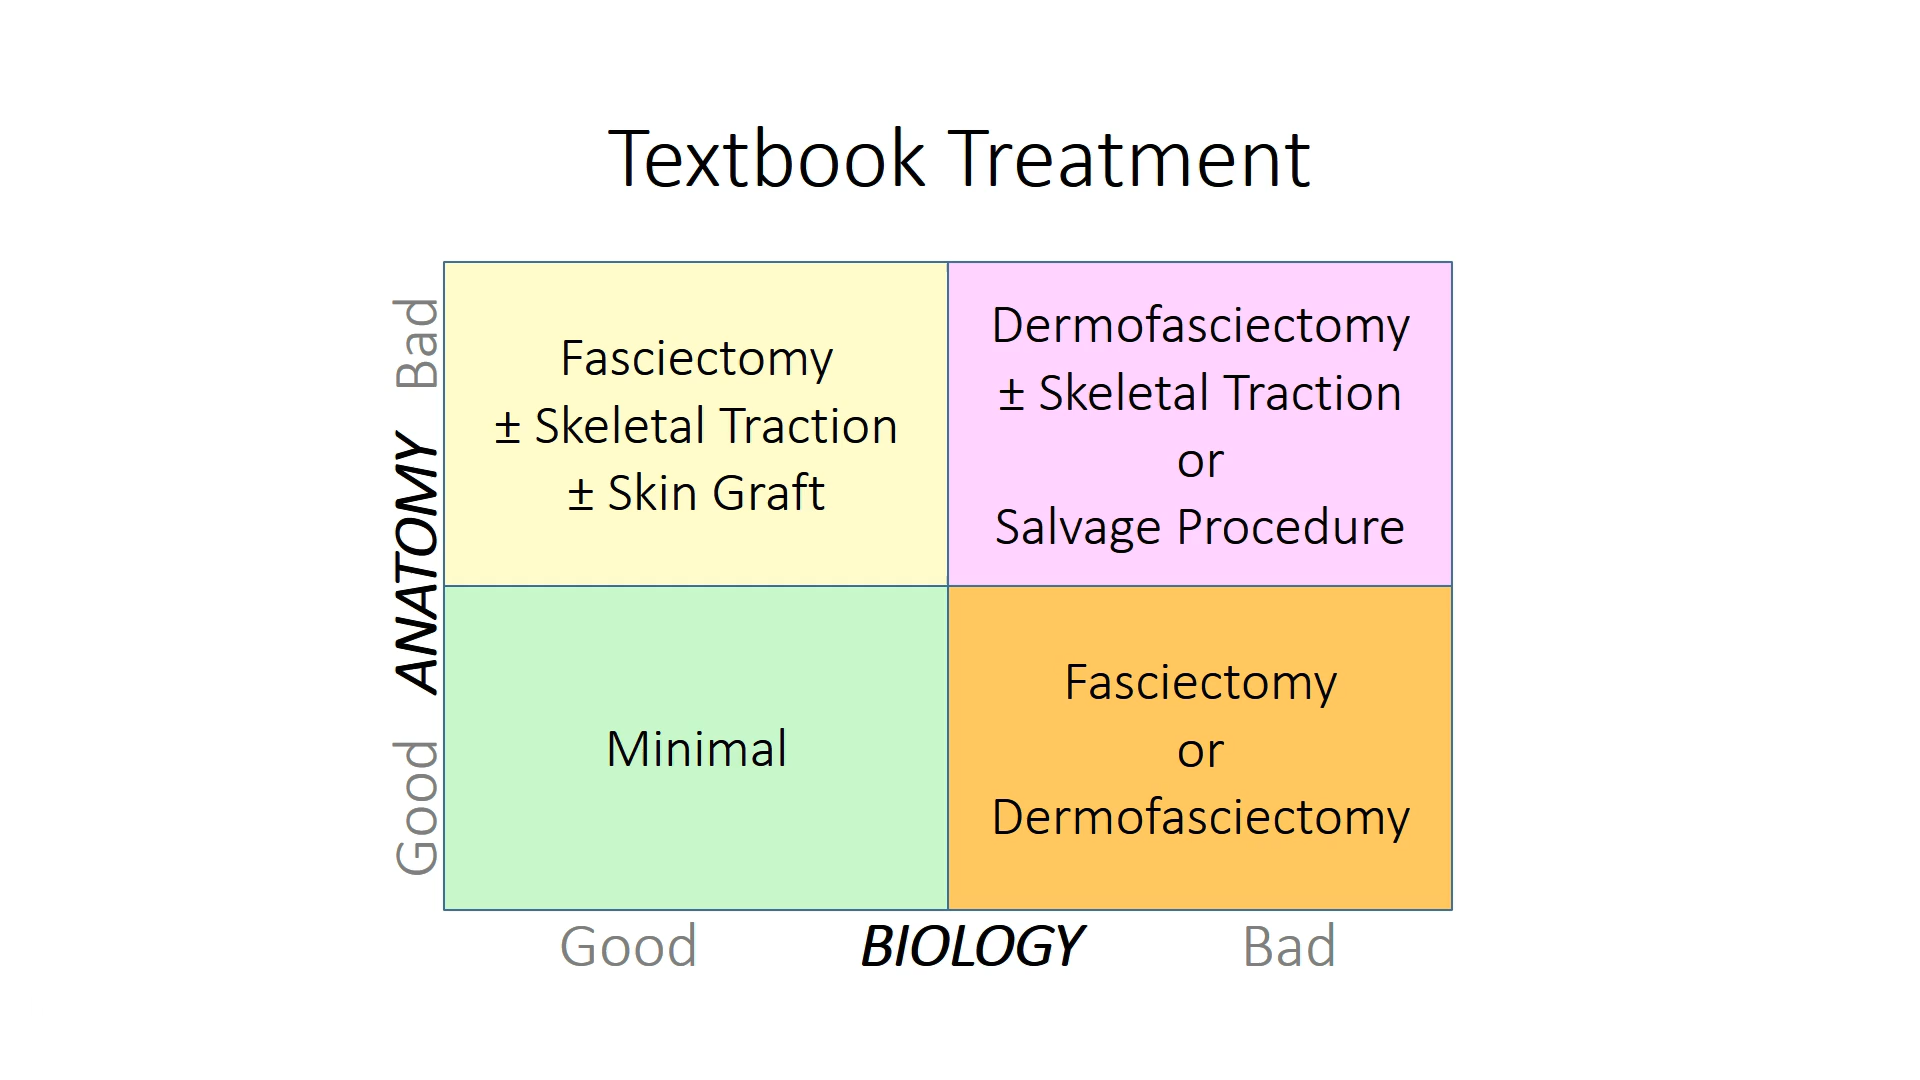 Textbook Treatment
Bad
ANATOMY
Good
Fasciectomy
± Skeletal Traction
± Skin Graft
Dermofasciectomy
± Skeletal Traction
or
Salvage Procedure
Minimal
Fasciectomy
or
Dermofasciectomy
Good BIOLOGY Bad